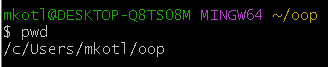 mkotl@DESKTOP-Q8TS08M MINGW64 ~/oop
$ pwd
/c/Users/mkotl/oop